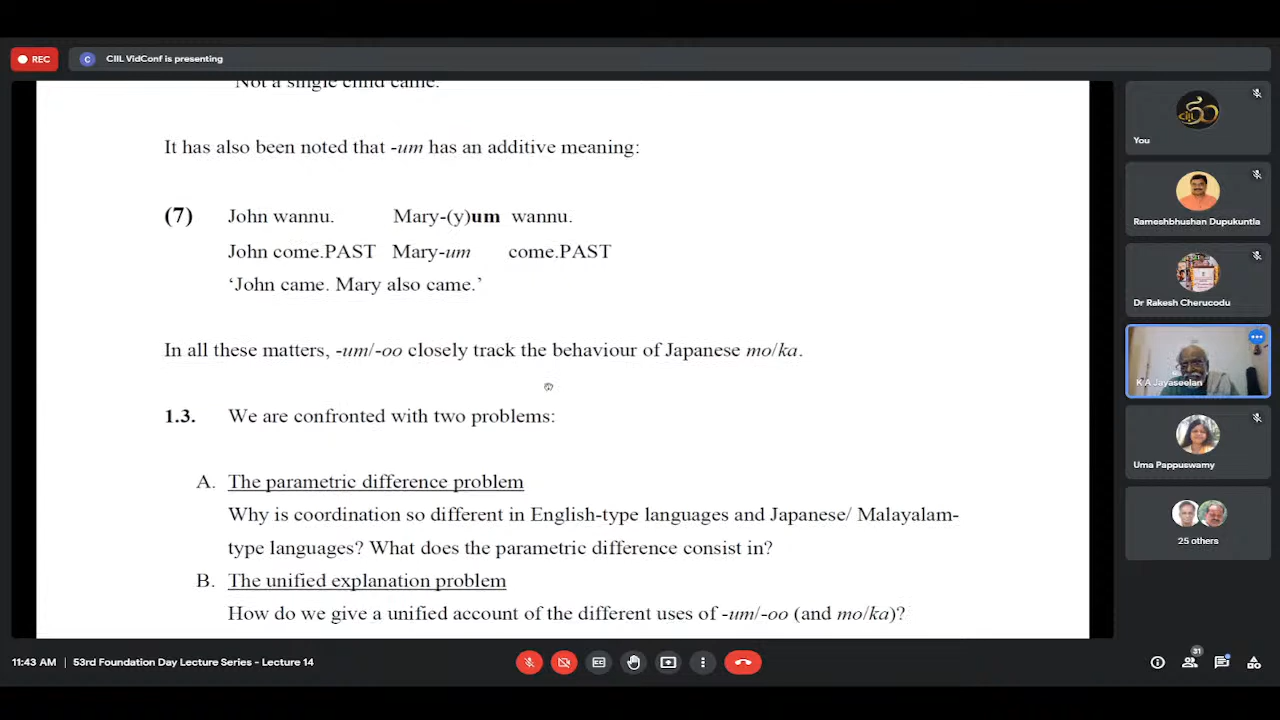 REC
C CIIL VidConf is presenting
'Not a single child came.
It has also been noted that -um has an additive meaning:
(7) John wannu. Mary-(y)um wannu.
John come.PAST Mary-um come.PAST
‘John came. Mary also came.’
In all these matters, -um/-oo closely track the behaviour of Japanese mo/ka.
1.3. We are confronted with two problems:
A. The parametric difference problem
Why is coordination so different in English-type languages and Japanese/ Malayalam-
type languages? What does the parametric difference consist in?
B. The unified explanation problem
How do we give a unified account of the different uses of -um/-oo (and mo/ka)?
You
Rameshbhushan Dupukuntla
Dr Rakesh Cherucodu
K A Jayaseelan
Uma Pappuswamy
25 others
11:43 AM | 53rd Foundation Day Lecture Series - Lecture 14
31